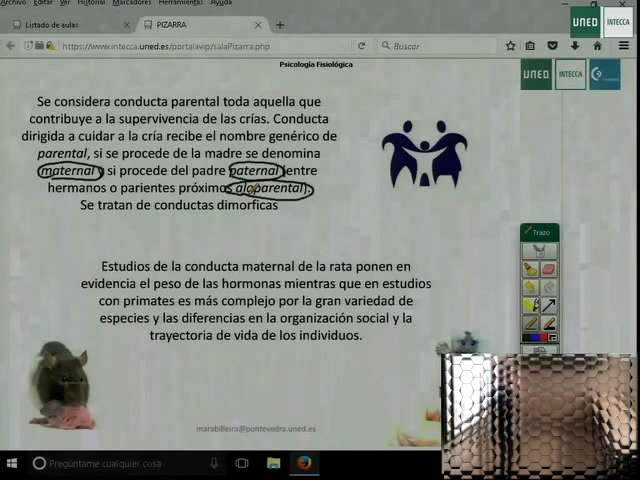 Archivo Editar Ver Historial Marcadores Herramientas Ayuda
Listado de aulas
PIZARRA
https://www.intecca.uned.es/portalavip/salaPizarra.php
Buscar
UNED INTECCA
Psicología Fisiológica
UNED INTECCA
Se considera conducta parental toda aquella que
contribuye a la supervivencia de las crías. Conducta
dirigida a cuidar a la cría recibe el nombre genérico de
parental, si se procede de la madre se denomina
maternal si procede del padre paternal (entre
hermanos o parientes próximos aloparental).
Se tratan de conductas dimorficas
Trazo
Estudios de la conducta maternal de la rata ponen en
evidencia el peso de las hormonas mientras que en estudios
con primates es más complejo por la gran variedad de
especies y las diferencias en la organización social y la
trayectoria de vida de los individuos.
marabillieira@pontevedra.uned.es
Pregúntame cualquier cosa